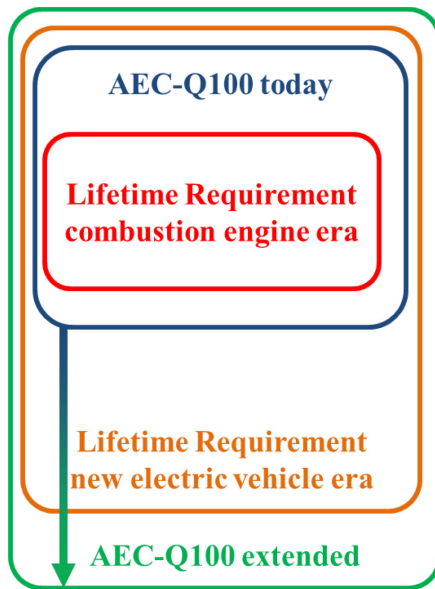 AEC-Q100 today
Lifetime Requirement
combustion engine era
Lifetime Requirement
new electric vehicle era
AEC-Q100 extended